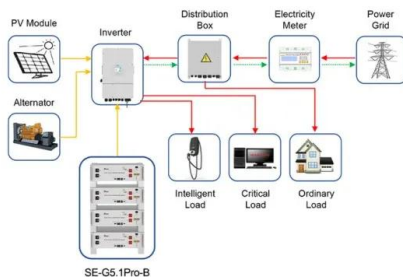 PV Module
Inverter
Distribution
Box
Electricity
Meter
Power
Grid
Alternator
Intelligent
Load
Critical
Load
Ordinary
Load
SE-G5.1Pro-B